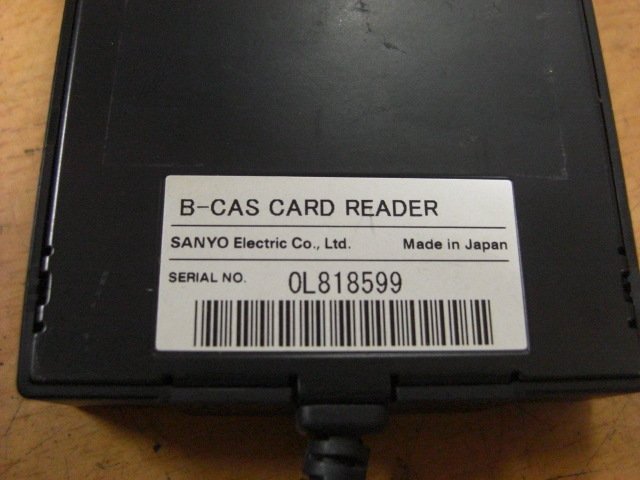 B-CAS CARD READER
SANYO Electric Co., Ltd. Made in Japan
SERIAL NO. 0L818599